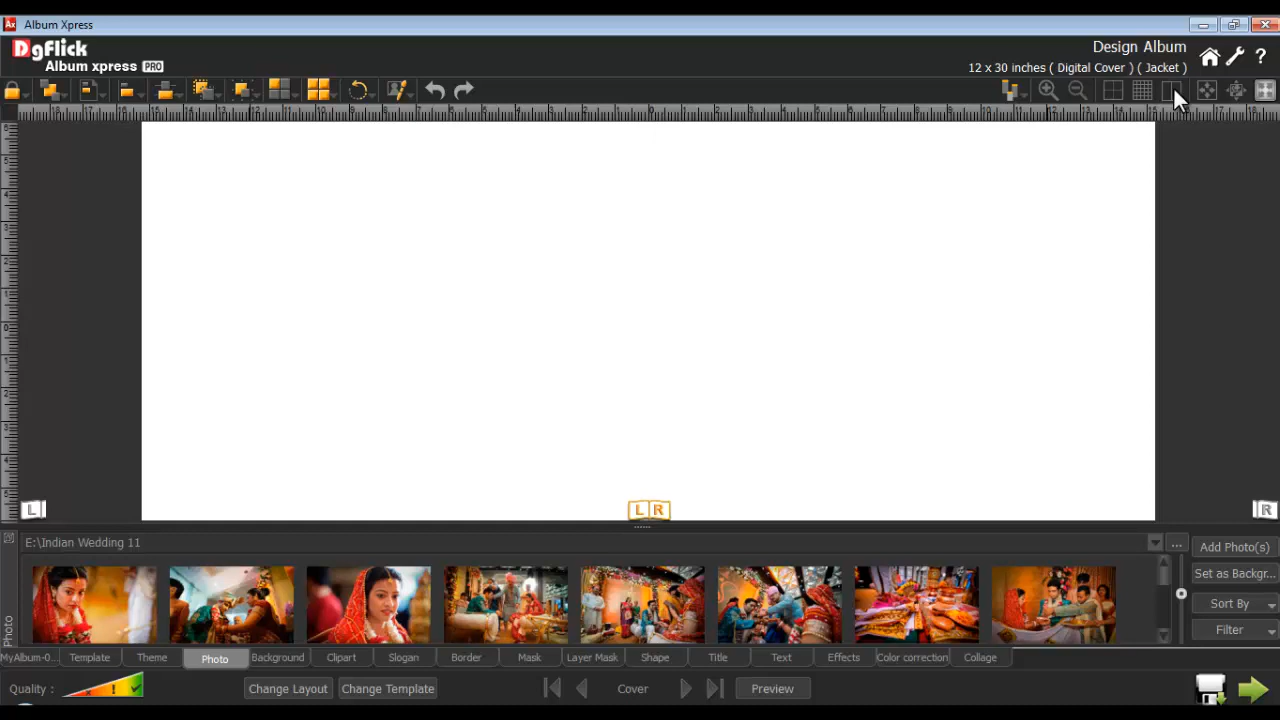 Ax Album Xpress
DgFlick
Album xpress PRO
Design Album
12 x 30 inches ( Digital Cover ) ( Jacket )
?
L
L R
R
E:\Indian Wedding 11
...
Add Photo(s)
Set as Backgr...
Sort By
Filter
Photo
MyAlbum-0... Template Theme Photo Background Clipart Slogan Border Mask Layer Mask Shape Title Text Effects Color correction Collage
Quality :
Change Layout Change Template
Cover
Preview